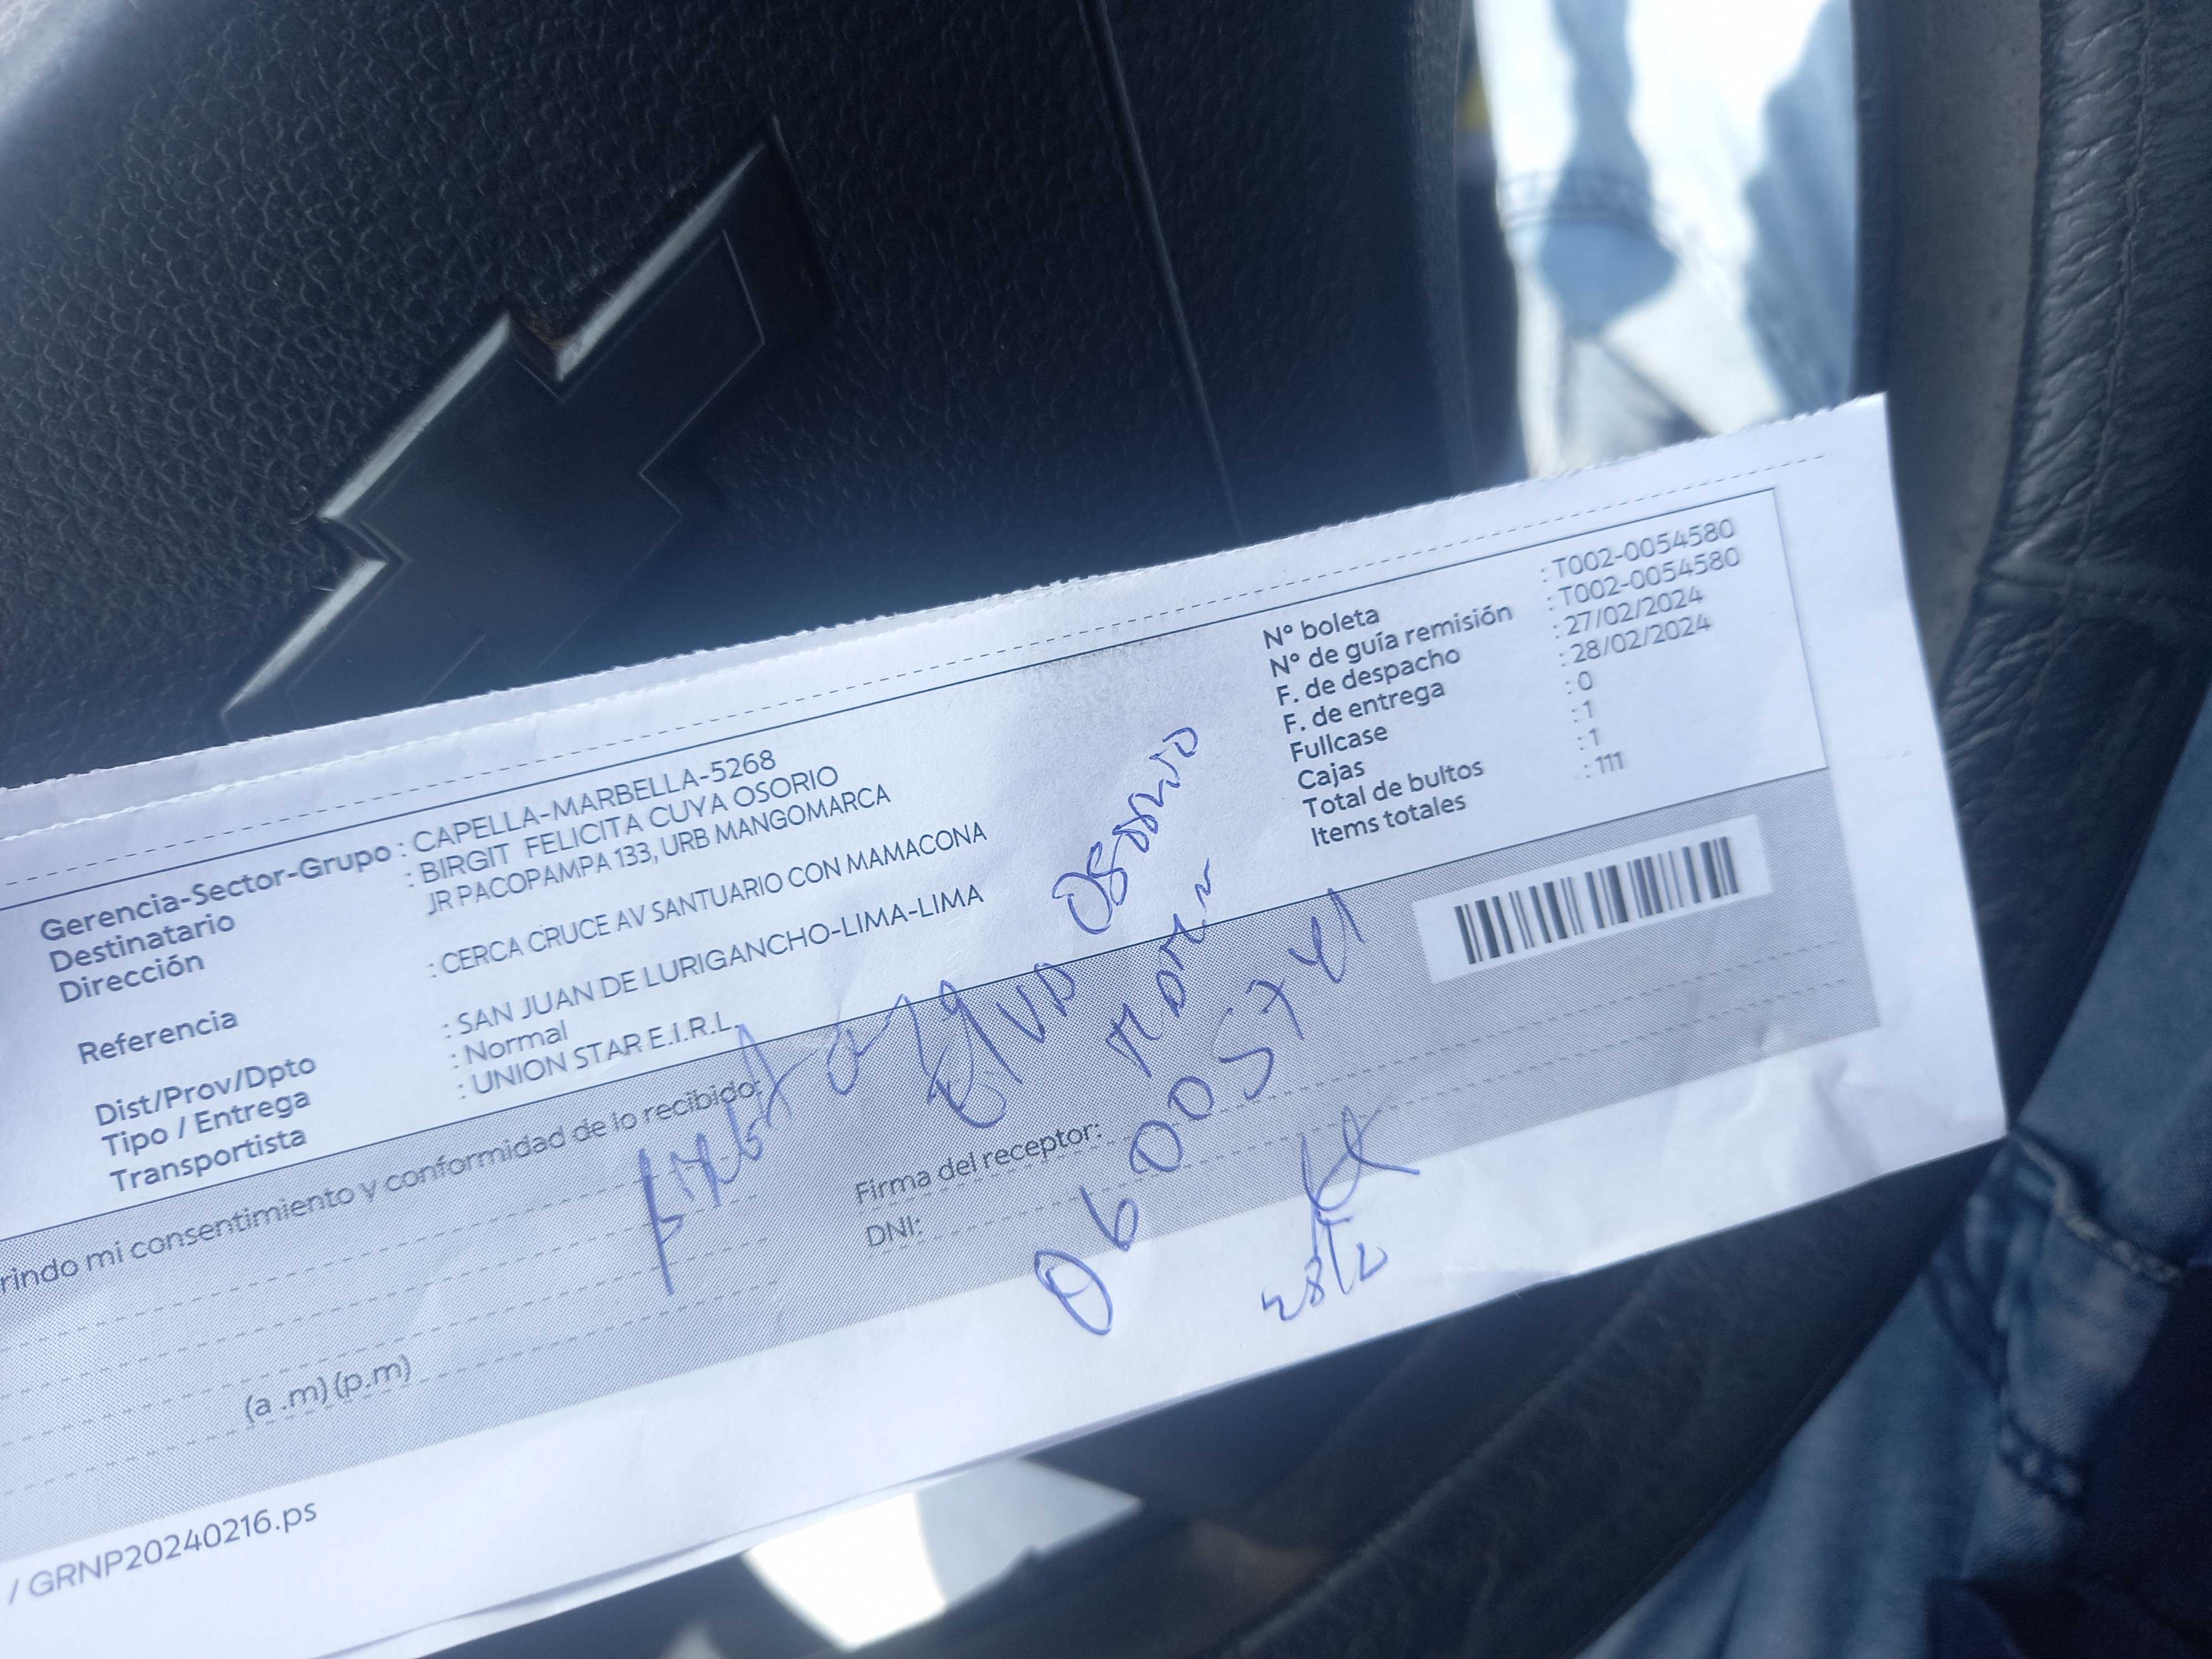 Gerencia-Sector-Grupo : CAPELLA-MARBELLA-5268
Destinatario : BIRGIT FELICITA CUYA OSORIO
Dirección JR PACOPAMPA 133, URB MANGOMARCA
Referencia : CERCA CRUCE AV SANTUARIO CON MAMACONA
Dist/Prov/Dpto : SAN JUAN DE LURIGANCHO-LIMA-LIMA
Tipo / Entrega : Normal
Transportista : UNION STAR E.I.R.L.
N° boleta : T002-0054580
N° de guía remisión : T002-0054580
F. de despacho : 27/02/2024
F. de entrega : 28/02/2024
Fullcase : 0
Cajas : 1
Total de bultos : 1
Items totales : 111
rindo mi consentimiento y conformidad de lo recibido:
Osorio
Firma del receptor:
DNI:
28/2
(a .m) (p.m)
/ GRNP20240216.ps